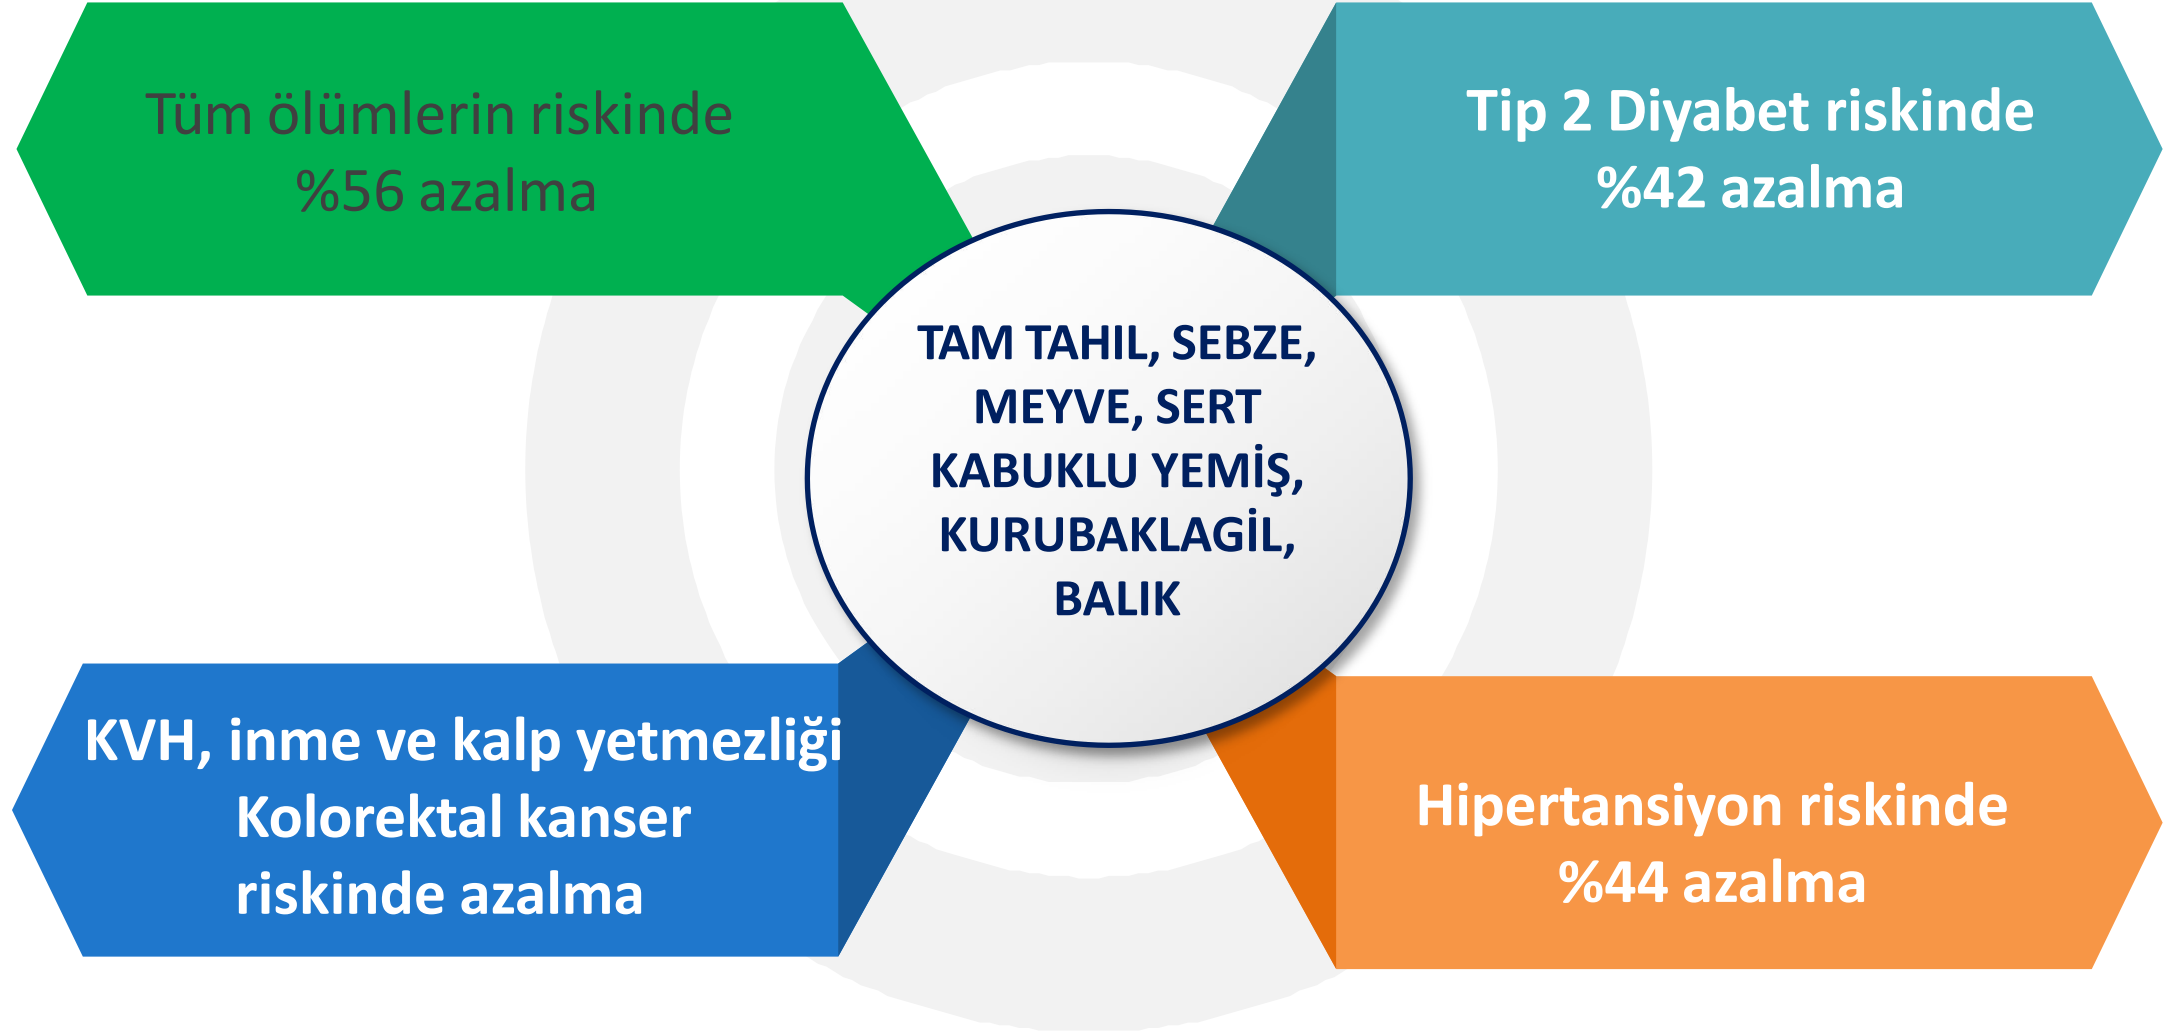 Tüm ölümlerin riskinde
%56 azalma
Tip 2 Diyabet riskinde
%42 azalma
TAM TAHIL, SEBZE,
MEYVE, SERT
KABUKLU YEMİŞ,
KURUBAKLAGİL,
BALIK
KVH, inme ve kalp yetmezliği
Kolorektal kanser
riskinde azalma
Hipertansiyon riskinde
%44 azalma